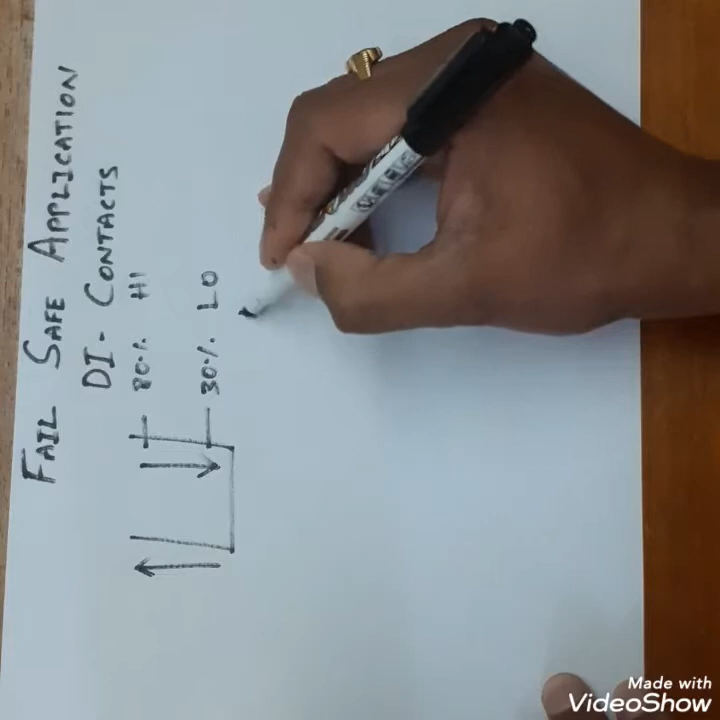 FAIL SAFE APPLICATION
DI- CONTACTS
80% HI
30% LO
Made with
VideoShow